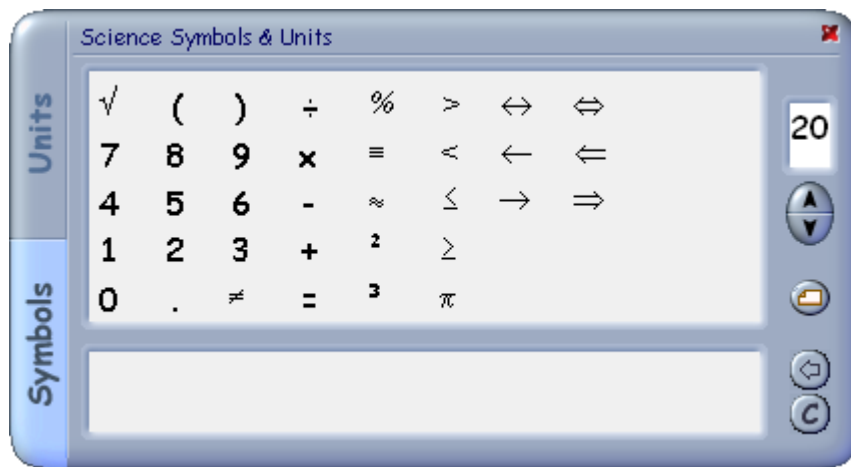 Science Symbols & Units
Units
Symbols
√ ( ) ÷ % > ↔ ⇔
7 8 9 x ≡ < ← ⇐
4 5 6 - ≈ ≤ → ⇒
1 2 3 + ² ≥
0 . ≠ = ³ π
20
C